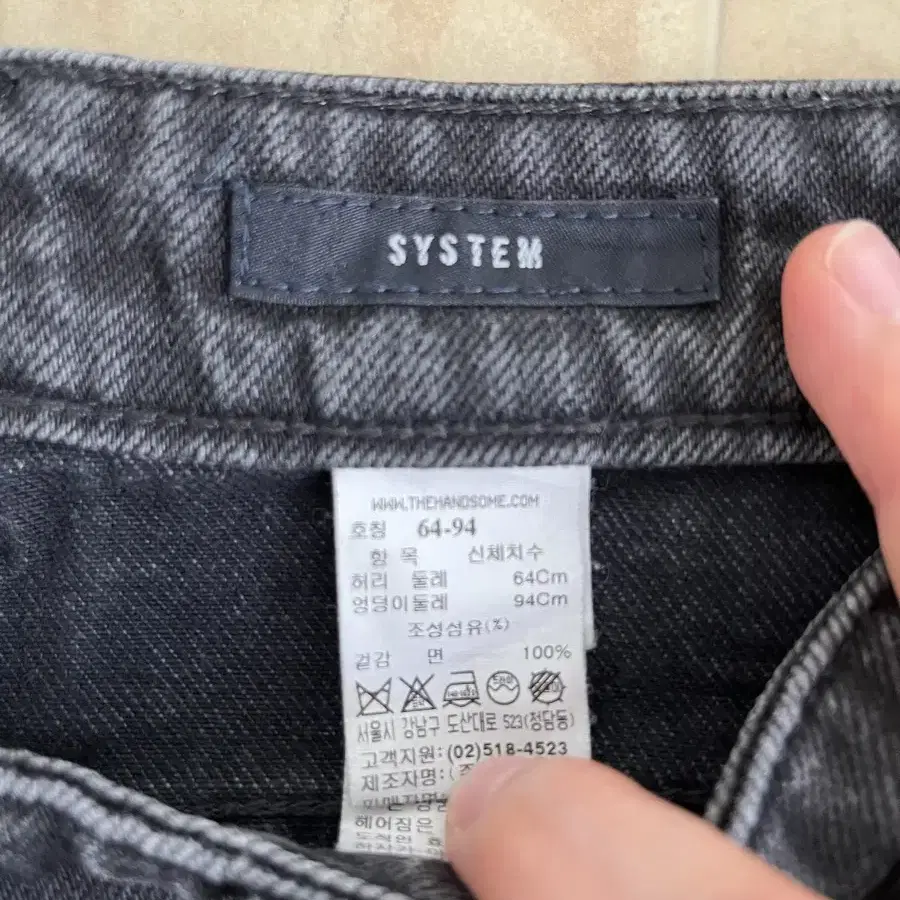 SYSTEM
WWW.THEHANDSOME.COM
호칭 64-94
항 목 신체치수
허리 둘레 64Cm
엉덩이둘레 94Cm
조성섬유(%)
겉감 면 100%
서울시 강남구 도산대로 523(청담동)
고객지원:(02)518-4523
제조자명:(
헤어짐은